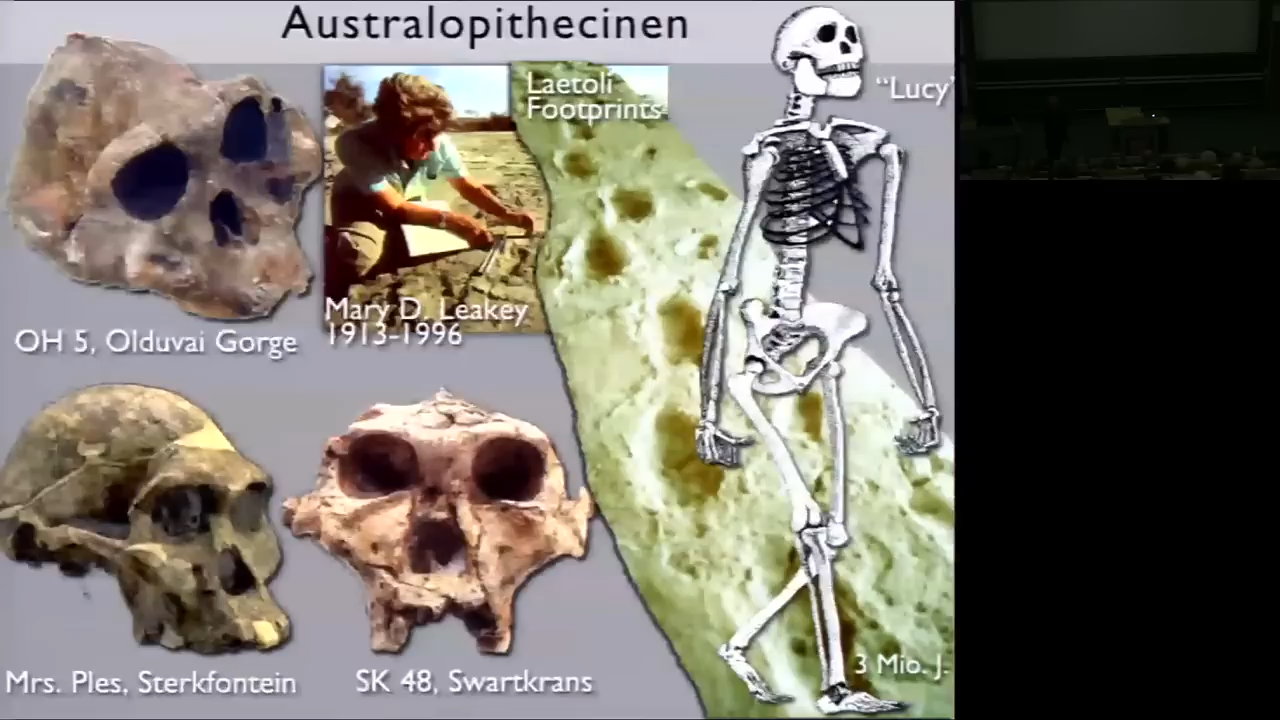 Australopithecinen
Laetoli
Footprints
"Lucy"
Mary D. Leakey
1913-1996
OH 5, Olduvai Gorge
3 Mio. J.
Mrs. Ples, Sterkfontein
SK 48, Swartkrans